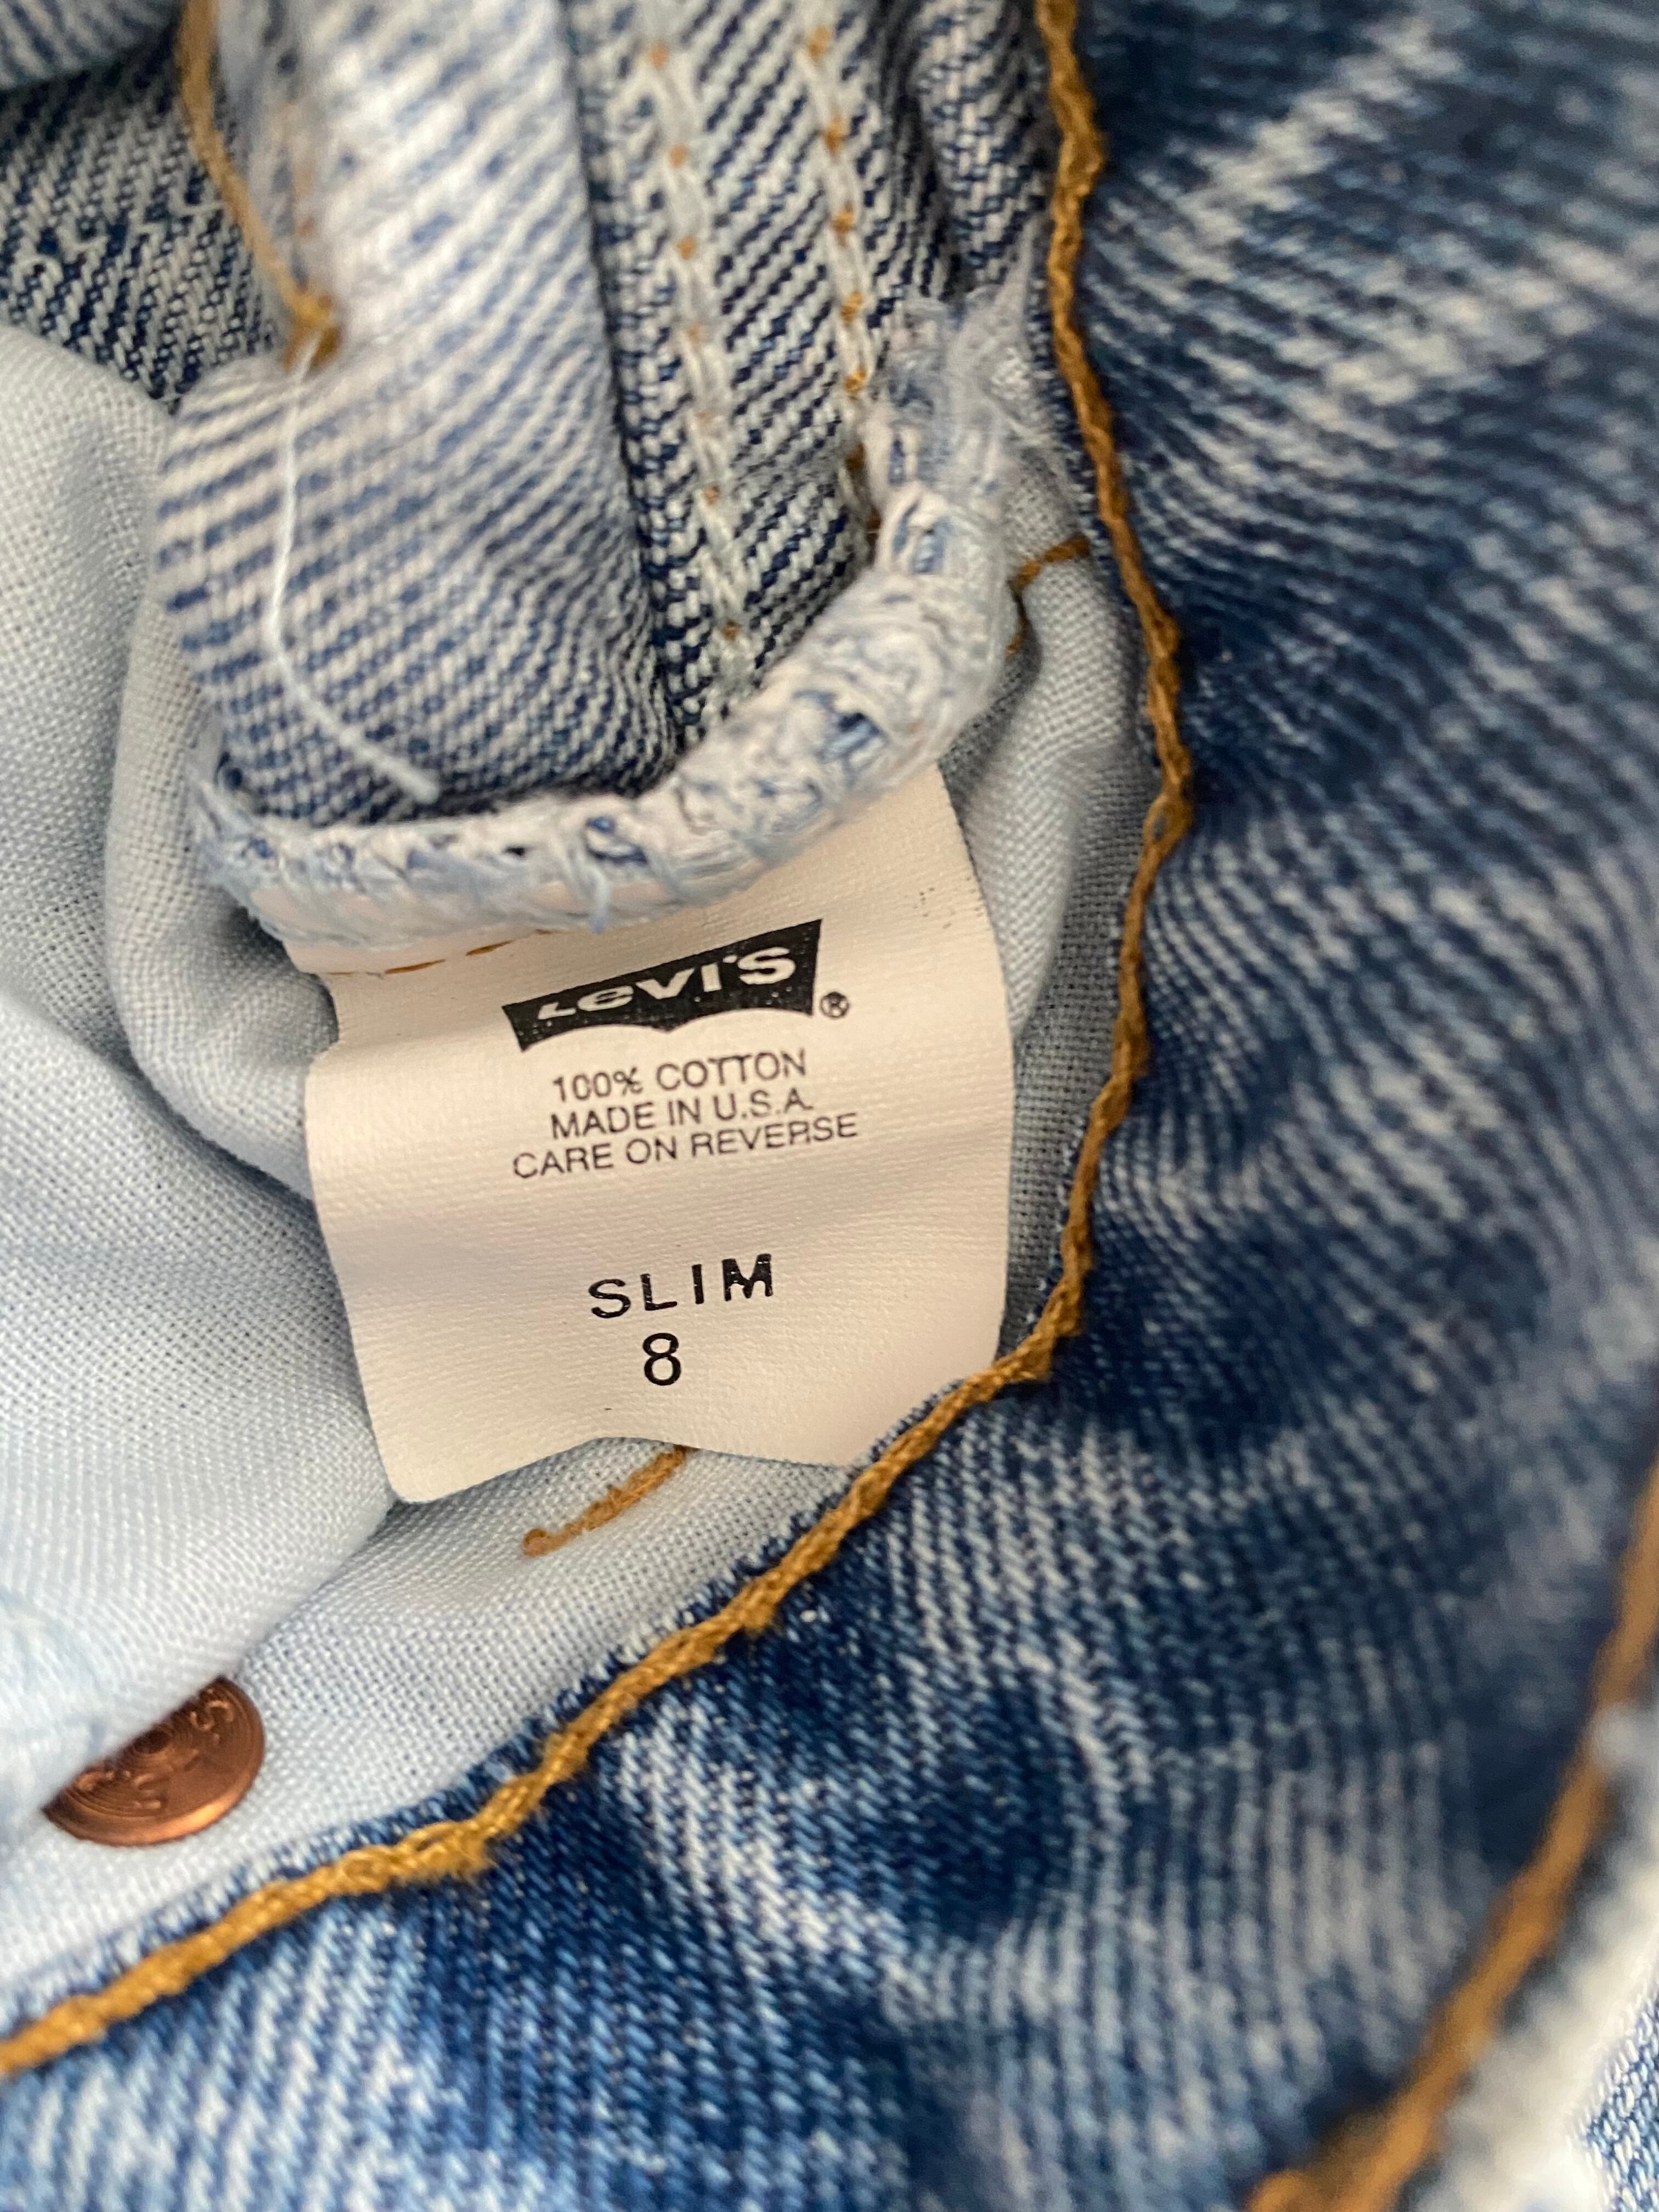 Levi's®
100% COTTON
MADE IN U.S.A.
CARE ON REVERSE
SLIM
8